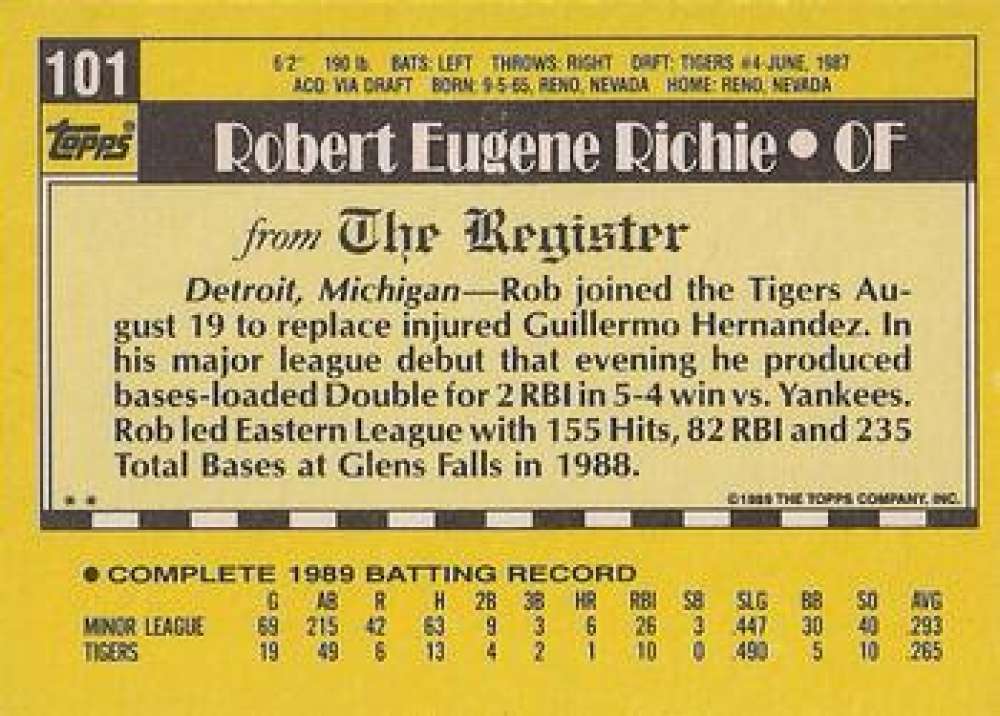 101
6'2" 190 lb. BATS: LEFT THROWS: RIGHT DRFT: TIGERS #4-JUNE, 1987
ACQ: VIA DRAFT BORN: 9-5-65, RENO, NEVADA HOME: RENO, NEVADA
Topps®
Robert Eugene Richie • OF
from The Register
Detroit, Michigan—Rob joined the Tigers Au-
gust 19 to replace injured Guillermo Hernandez. In
his major league debut that evening he produced
bases-loaded Double for 2 RBI in 5-4 win vs. Yankees.
Rob led Eastern League with 155 Hits, 82 RBI and 235
Total Bases at Glens Falls in 1988.
* * ©1989 THE TOPPS COMPANY, INC.
● COMPLETE 1989 BATTING RECORD
G AB R H 2B 3B HR RBI SB SLG BB SO AVG
MINOR LEAGUE 69 215 42 63 9 3 6 26 3 .447 30 40 .293
TIGERS 19 49 6 13 4 2 1 10 0 .490 5 10 .265